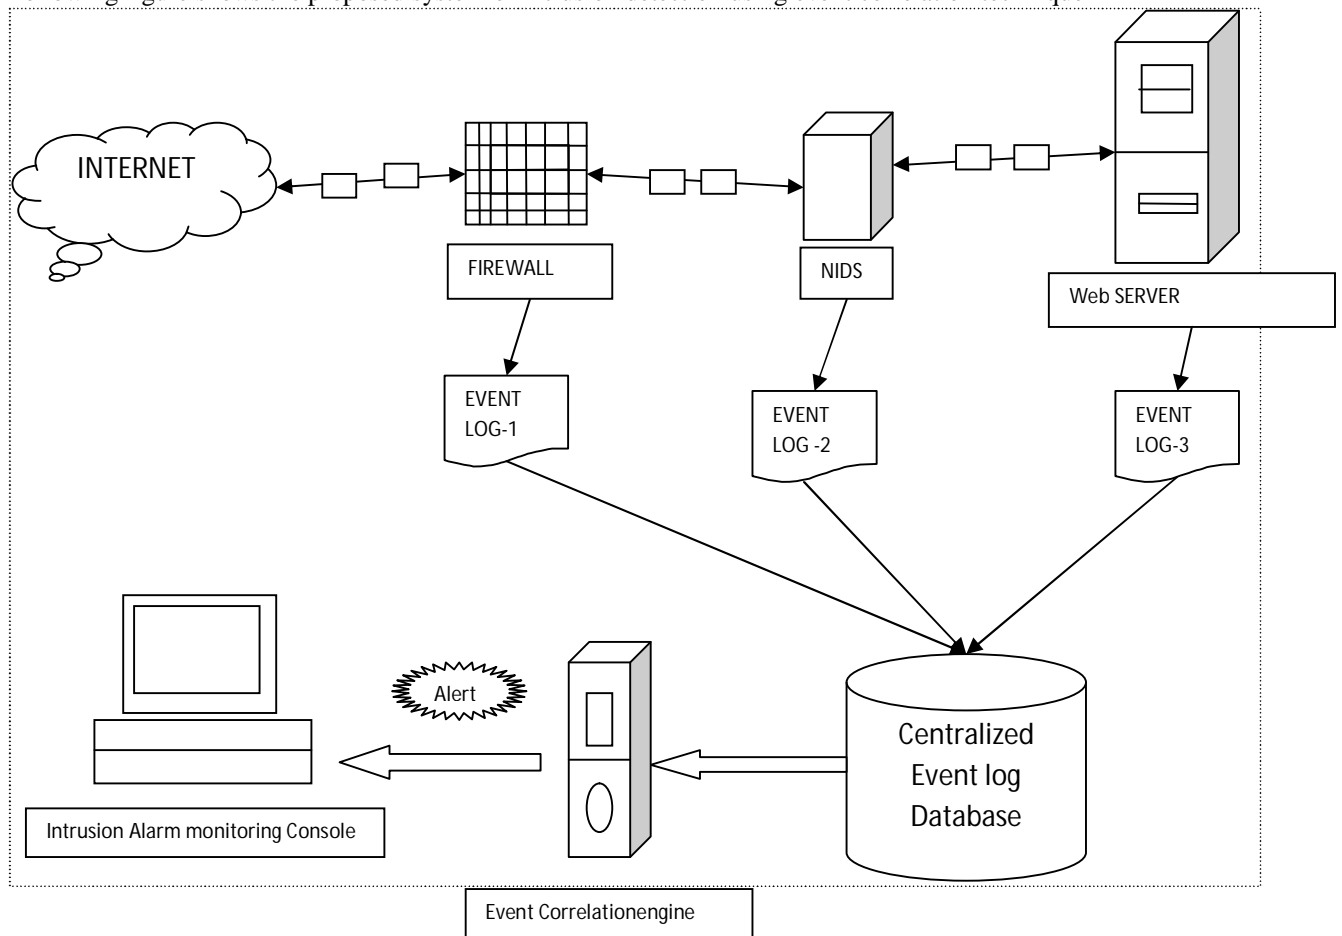 INTERNET
FIREWALL
NIDS
Web SERVER
EVENT
LOG-1
EVENT
LOG -2
EVENT
LOG-3
Alert
Centralized
Event log
Database
Intrusion Alarm monitoring Console
Event Correlationengine